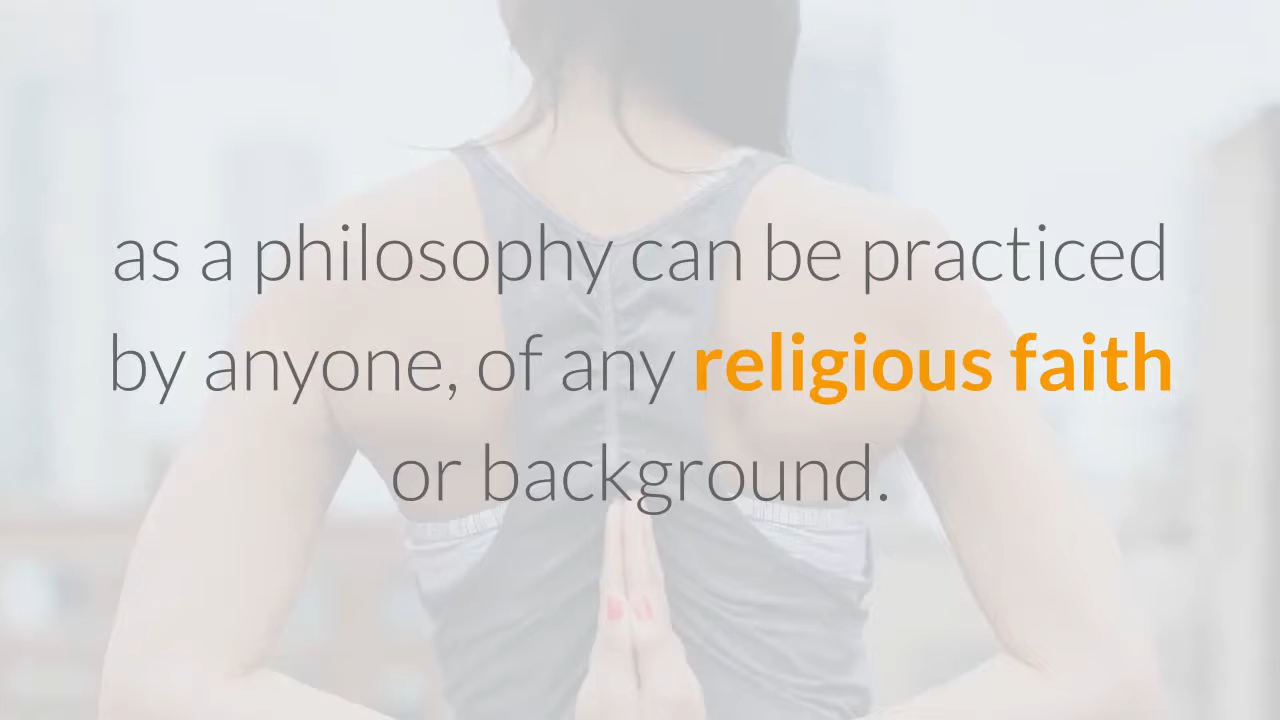 as a philosophy can be practiced
by anyone, of any religious faith
or background.